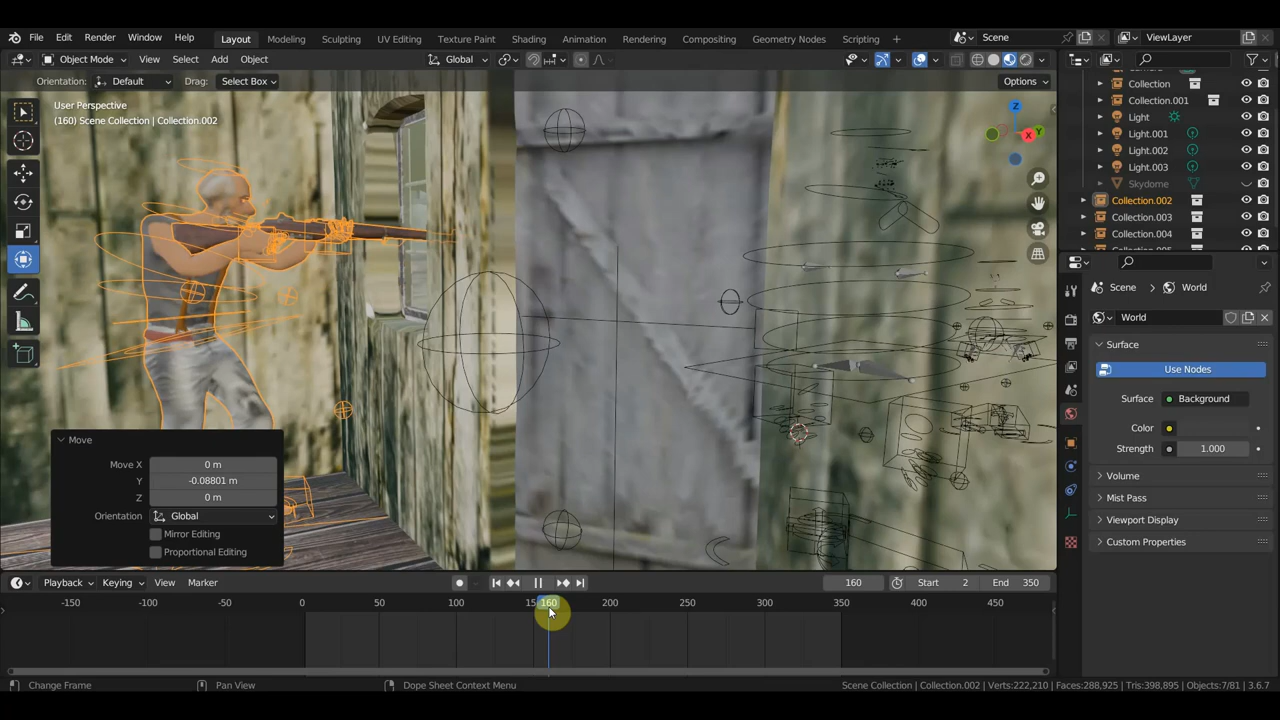 File Edit Render Window Help Layout Modeling Sculpting UV Editing Texture Paint Shading Animation Rendering Compositing Geometry Nodes Scripting + Scene ViewLayer
Object Mode View Select Add Object Global
Orientation: Default Drag: Select Box Options
User Perspective
(160) Scene Collection | Collection.002
Z
X
Y
Collection
Collection.001
Light
Light.001
Light.002
Light.003
Skydome
Collection.002
Collection.003
Collection.004
Scene World
World
Surface
Use Nodes
Surface Background
Color
Strength 1.000
Volume
Mist Pass
Viewport Display
Custom Properties
Move
Move X 0 m
Y -0.08801 m
Z 0 m
Orientation Global
Mirror Editing
Proportional Editing
Playback Keying View Marker 160 Start 2 End 350
-150 -100 -50 0 50 100 160 200 250 300 350 400 450
Change Frame Pan View Dope Sheet Context Menu Scene Collection | Collection.002 | Verts:222,210 | Faces:288,925 | Tris:398,895 | Objects:7/81 | 3.6.7